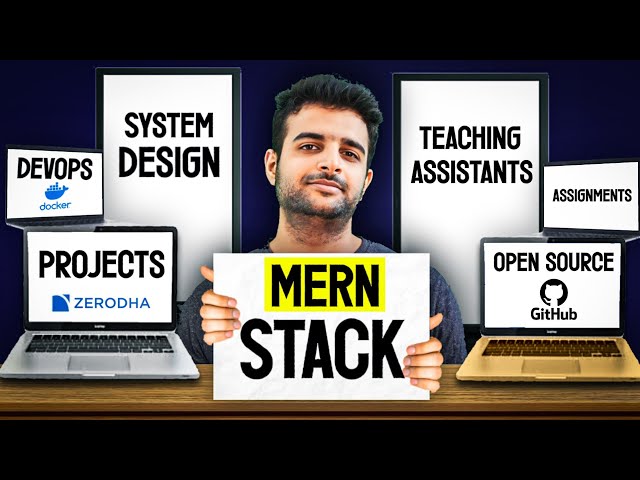 SYSTEM
DESIGN
TEACHING
ASSISTANTS
DEVOPS
docker
ASSIGNMENTS
PROJECTS
ZERODHA
OPEN SOURCE
GitHub
MERN
STACK